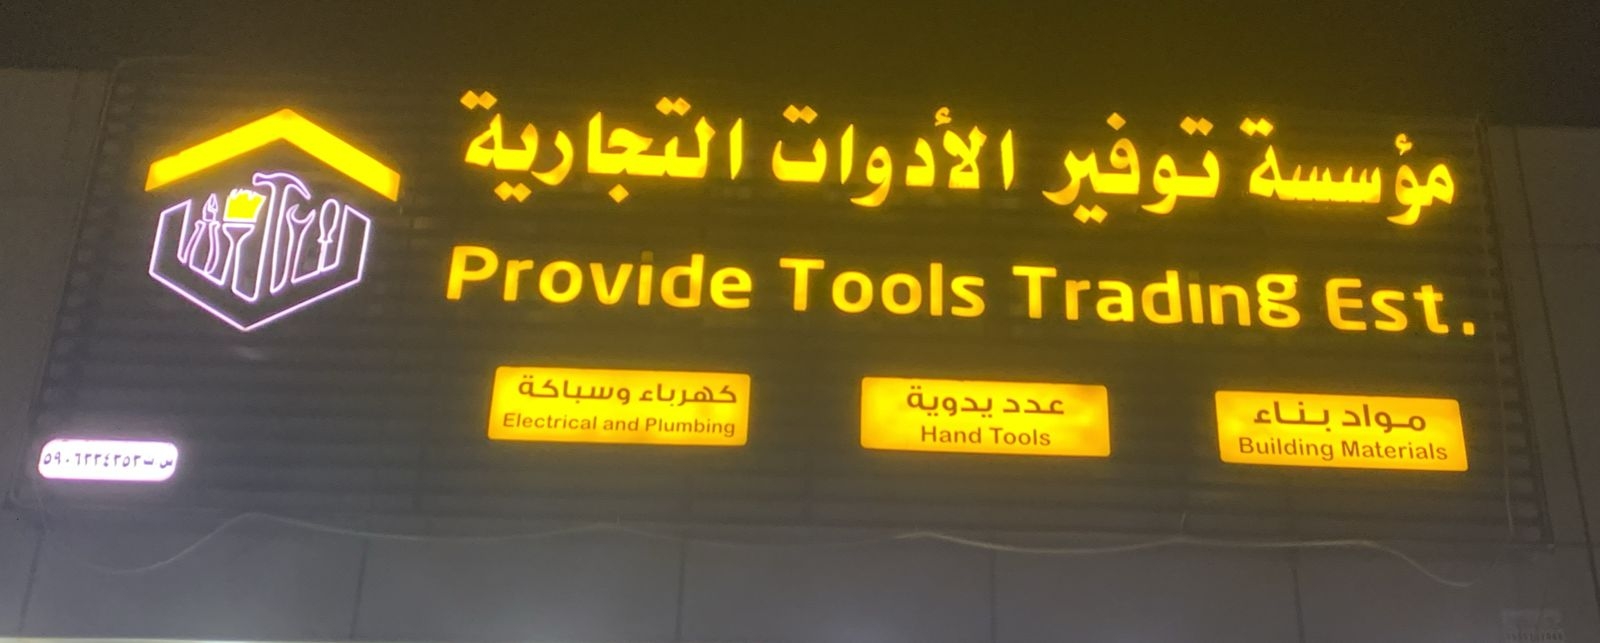 مؤسسة توفير الأدوات التجارية
Provide Tools Trading Est.
مواد بناء
Building Materials
عدد يدوية
Hand Tools
كهرباء وسباكة
Electrical and Plumbing
س ت ٥٩٠٦٣٣٤٢٥٣